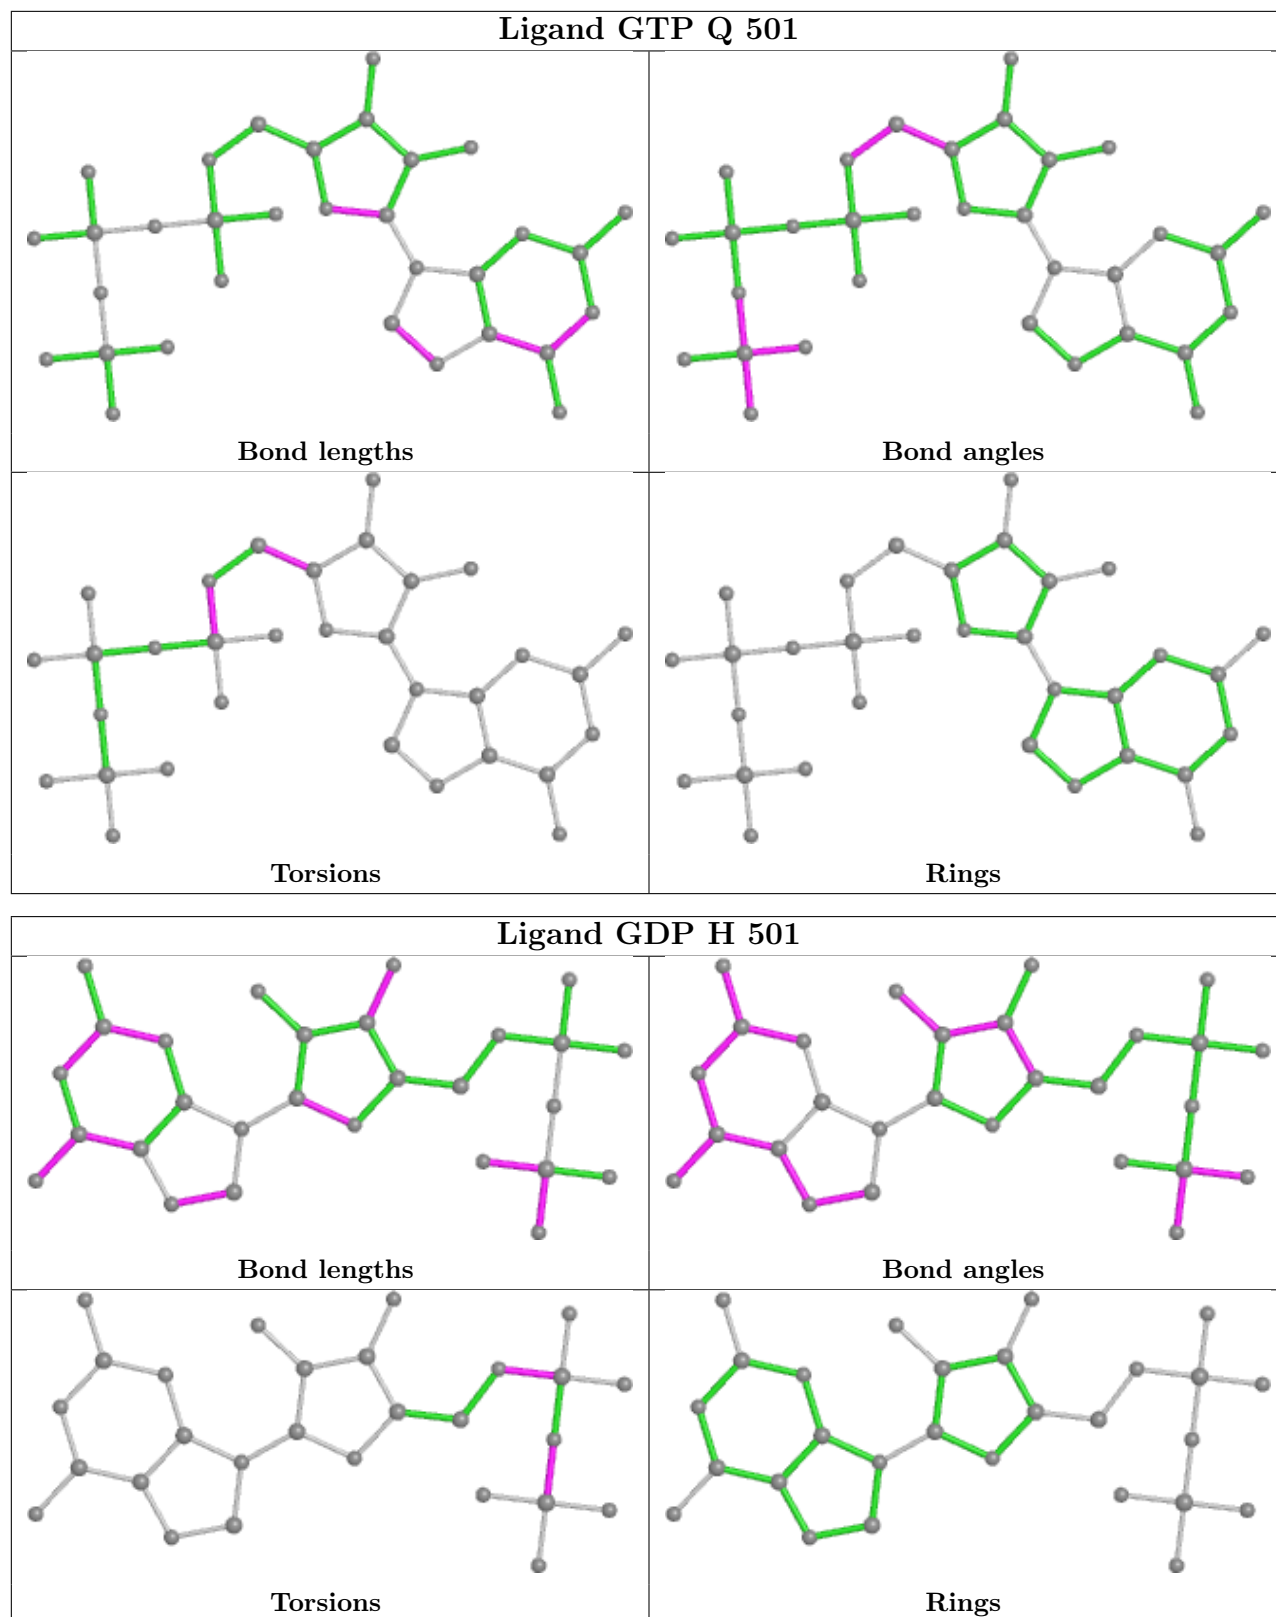 Ligand GTP Q 501
Bond lengths
Bond angles
Torsions
Rings
Ligand GDP H 501
Bond lengths
Bond angles
Torsions
Rings